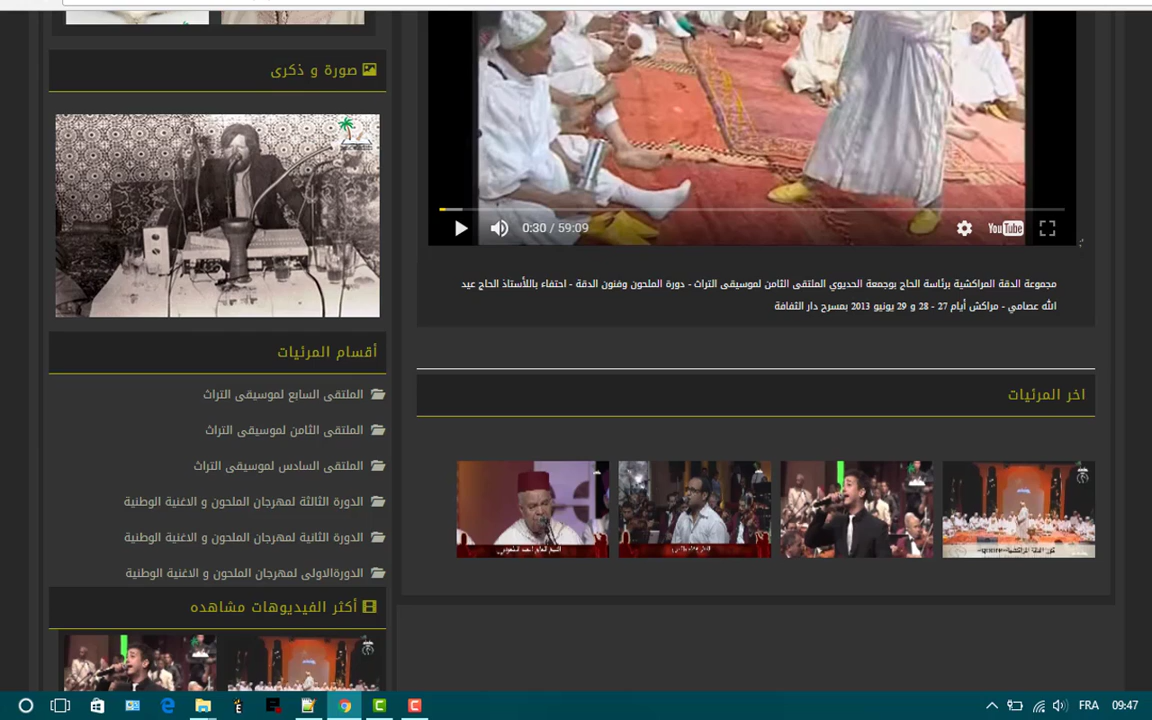 صورة و ذكرى
0:30 / 59:09
YouTube
مجموعة الدقة المراكشية برئاسة الحاج بوجمعة الحديوي الملتقى الثامن لموسيقى التراث - دورة الملحون وفنون الدقة - احتفاء باللأستاذ الحاج عيد
الله عصامي - مراكش أيام 27 - 28 و 29 يونيو 2013 بمسرح دار الثقافة
أقسام المرئيات
الملتقى السابع لموسيقى التراث
الملتقى الثامن لموسيقى التراث
الملتقى السادس لموسيقى التراث
الدورة الثالثة لمهرجان الملحون و الاغنية الوطنية
الدورة الثانية لمهرجان الملحون و الاغنية الوطنية
الدورةالاولى لمهرجان الملحون و الاغنية الوطنية
أكثر الفيديوهات مشاهده
اخر المرئيات
FRA
09:47